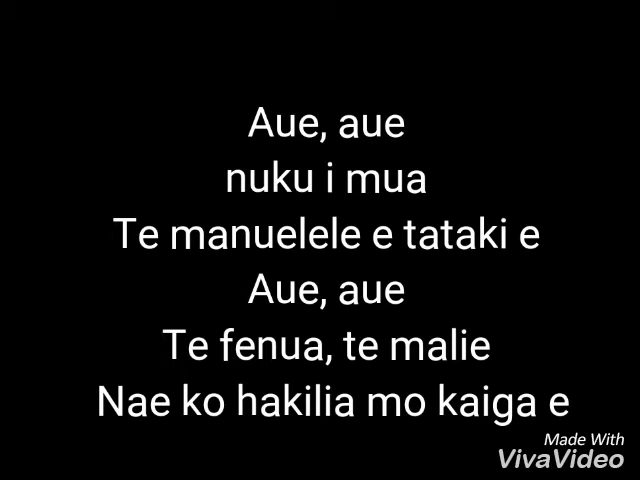 Aue, aue
nuku i mua
Te manuelele e tataki e
Aue, aue
Te fenua, te malie
Nae ko hakilia mo kaiga e
Made With
VivaVideo